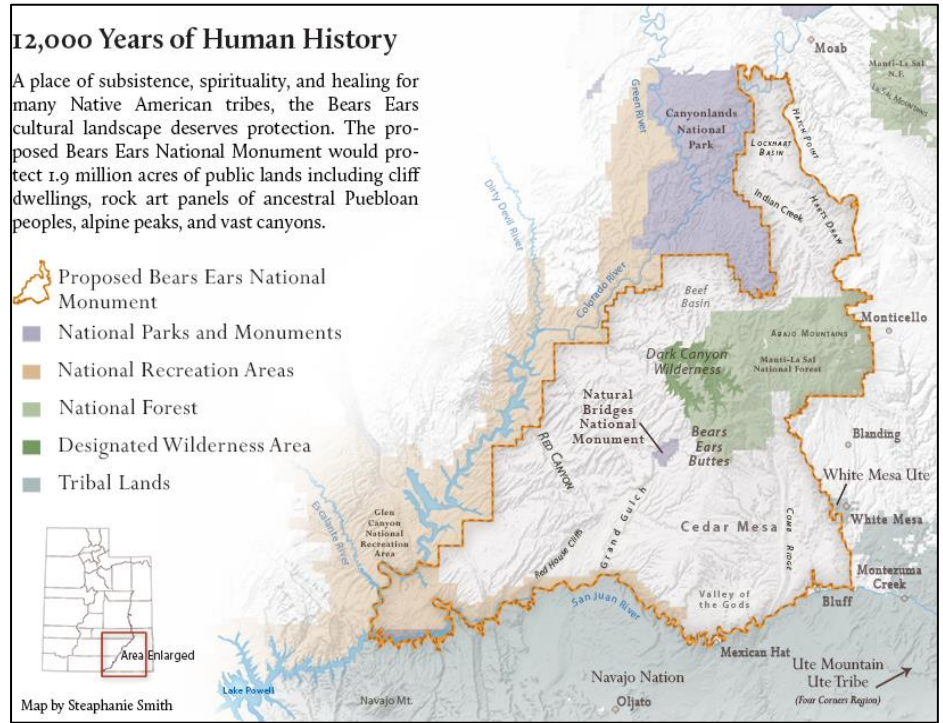 12,000 Years of Human History
A place of subsistence, spirituality, and healing for
many Native American tribes, the Bears Ears
cultural landscape deserves protection. The pro-
posed Bears Ears National Monument would pro-
tect 1.9 million acres of public lands including cliff
dwellings, rock art panels of ancestral Puebloan
peoples, alpine peaks, and vast canyons.
Proposed Bears Ears National
Monument
National Parks and Monuments
National Recreation Areas
National Forest
Designated Wilderness Area
Tribal Lands
Area Enlarged
Map by Steaphanie Smith
Moab
Manti-La Sal
N.F.
La Sal Mountains
Green River
Canyonlands
National
Park
Lockhart
Basin
Hatch Point
Indian Creek
Harts Draw
Dirty Devil River
Colorado River
Beef
Basin
Monticello
Abajo Mountains
Manti-La Sal
National Forest
Dark Canyon
Wilderness
Natural
Bridges
National
Monument
Bears
Ears
Buttes
Blanding
Red Canyon
White Mesa Ute
White Mesa
Glen
Canyon
National
Recreation
Area
Escalante River
Red House Cliffs
Grand Gulch
Cedar Mesa
Comb Ridge
Montezuma
Creek
Valley of
the Gods
Bluff
San Juan River
Mexican Hat
Lake Powell
Navajo Mt.
Navajo Nation
Oljato
Ute Mountain
Ute Tribe
(Four Corners Region)